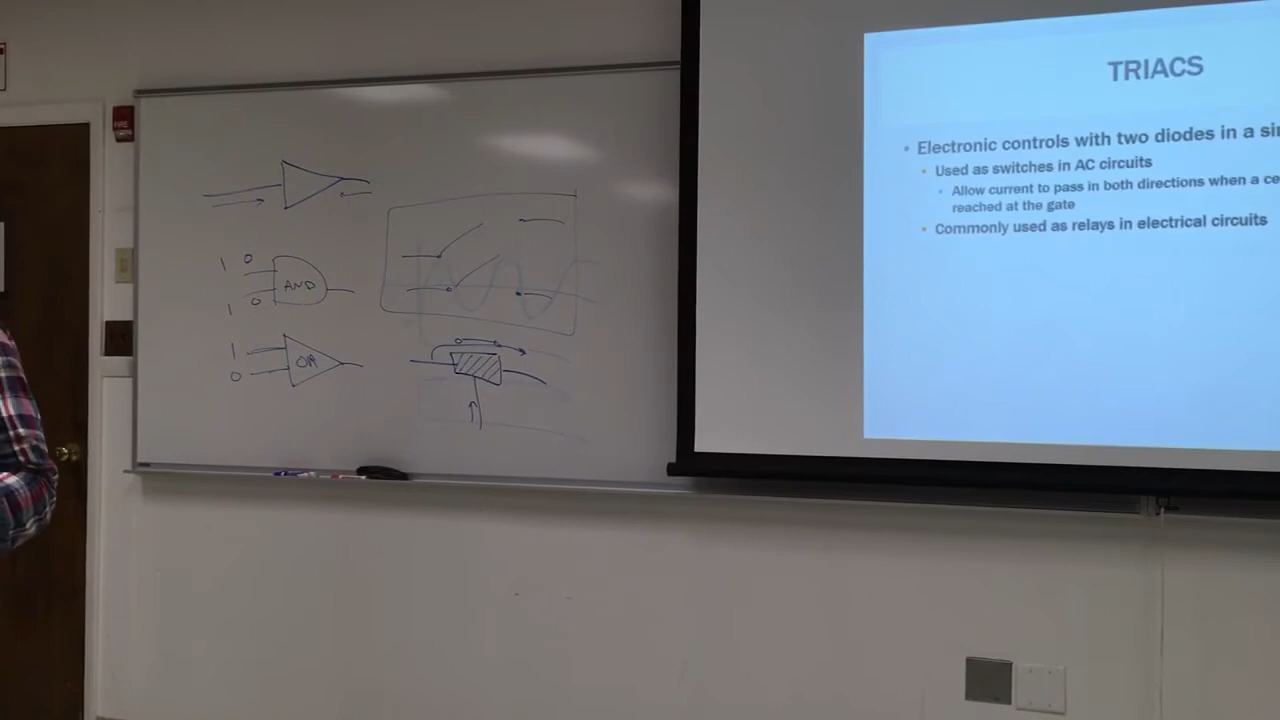 FIRE
1 0
AND
1 0
1
OR
0
TRIACS
• Electronic controls with two diodes in a
• Used as switches in AC circuits
• Allow current to pass in both directions when a
reached at the gate
• Commonly used as relays in electrical circuits